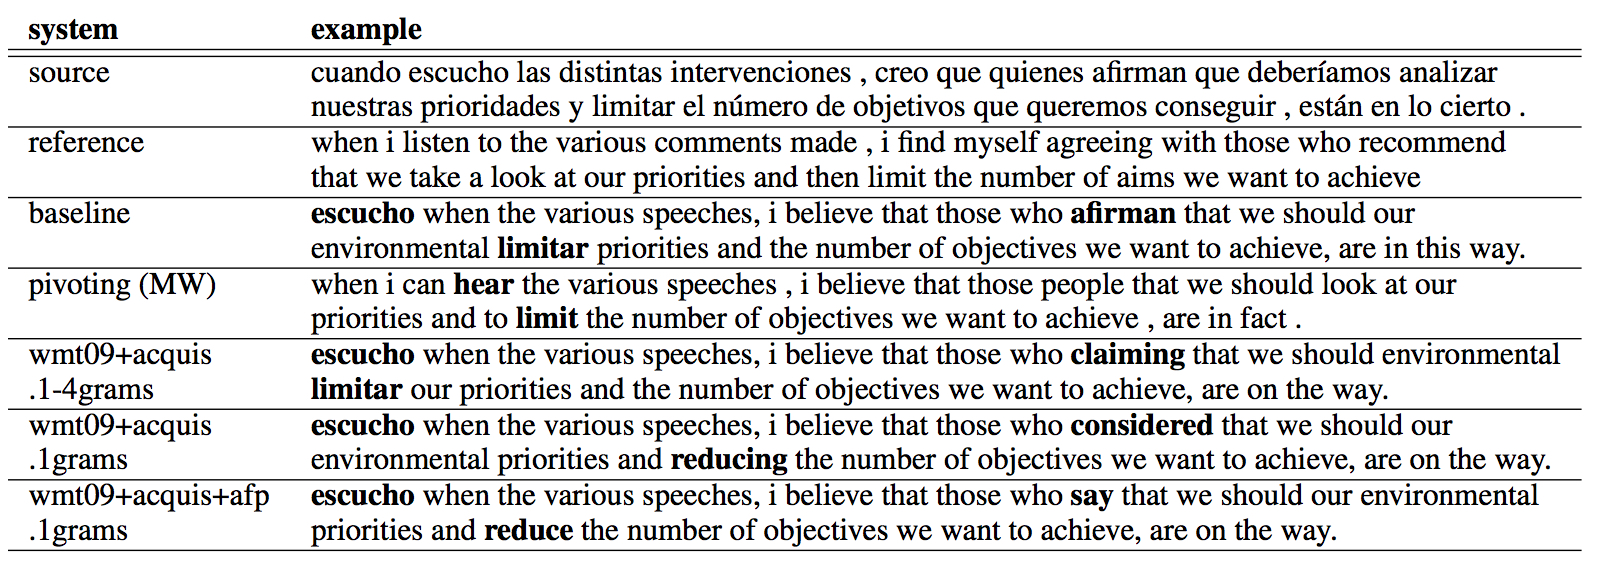 system example
source cuando escucho las distintas intervenciones , creo que quienes afirman que deberíamos analizar
nuestras prioridades y limitar el número de objetivos que queremos conseguir , están en lo cierto .
reference when i listen to the various comments made , i find myself agreeing with those who recommend
that we take a look at our priorities and then limit the number of aims we want to achieve
baseline escucho when the various speeches, i believe that those who afirman that we should our
environmental limitar priorities and the number of objectives we want to achieve, are in this way.
pivoting (MW) when i can hear the various speeches , i believe that those people that we should look at our
priorities and to limit the number of objectives we want to achieve , are in fact .
wmt09+acquis escucho when the various speeches, i believe that those who claiming that we should environmental
.1-4grams limitar our priorities and the number of objectives we want to achieve, are on the way.
wmt09+acquis escucho when the various speeches, i believe that those who considered that we should our
.1grams environmental priorities and reducing the number of objectives we want to achieve, are on the way.
wmt09+acquis+afp escucho when the various speeches, i believe that those who say that we should our environmental
.1grams priorities and reduce the number of objectives we want to achieve, are on the way.